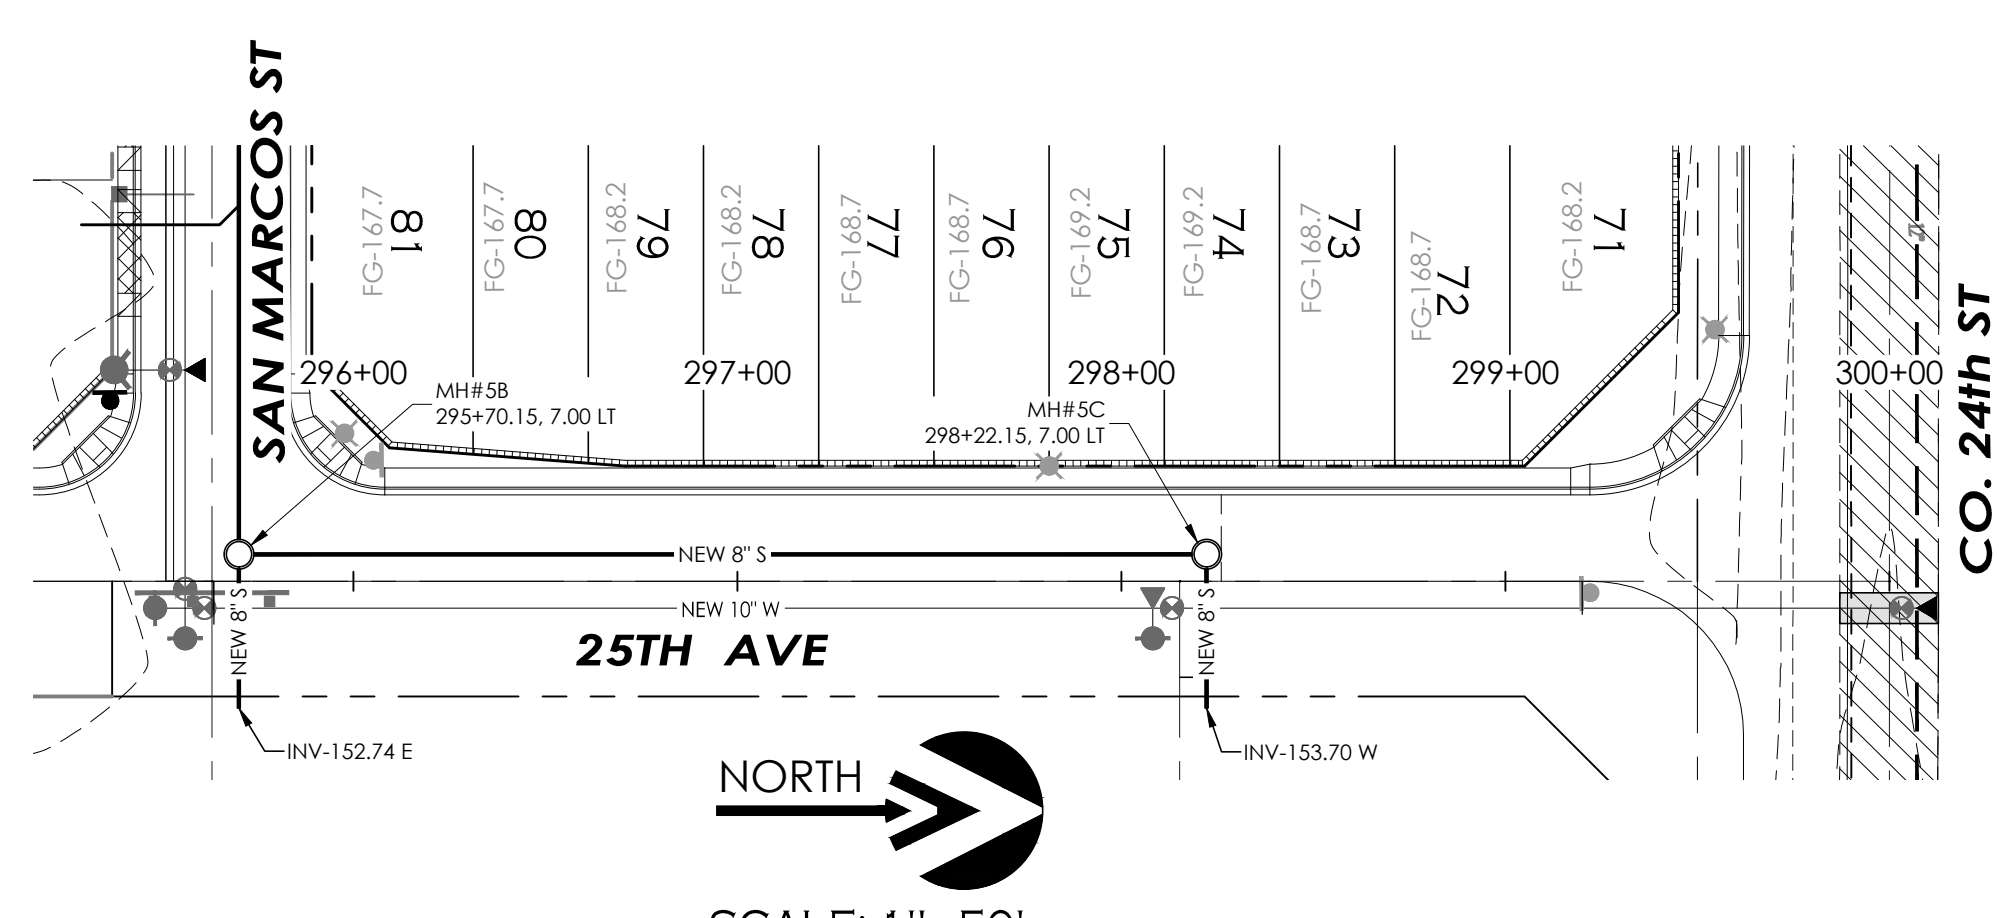 SAN MARCOS ST
FG-167.7
81
FG-167.7
80
FG-168.2
79
FG-168.2
78
FG-168.7
77
FG-168.7
76
FG-169.2
75
FG-169.2
74
FG-168.7
73
FG-168.7
72
FG-168.2
71
296+00
297+00
298+00
299+00
300+00
CO. 24th ST
MH#5B
295+70.15, 7.00 LT
MH#5C
298+22.15, 7.00 LT
NEW 8" S
NEW 10" W
NEW 8" S
NEW 8" S
25TH AVE
INV-152.74 E
INV-153.70 W
NORTH